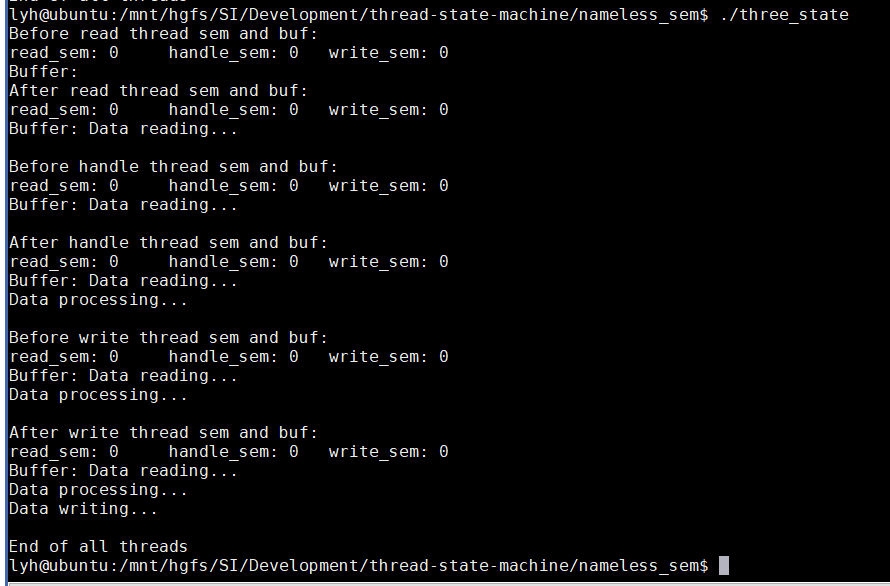 End of all threads
lyh@ubuntu:/mnt/hgfs/SI/Development/thread-state-machine/nameless_sem$ ./three_state
Before read thread sem and buf:
read_sem: 0     handle_sem: 0   write_sem: 0
Buffer:
After read thread sem and buf:
read_sem: 0     handle_sem: 0   write_sem: 0
Buffer: Data reading...

Before handle thread sem and buf:
read_sem: 0     handle_sem: 0   write_sem: 0
Buffer: Data reading...

After handle thread sem and buf:
read_sem: 0     handle_sem: 0   write_sem: 0
Buffer: Data reading...
Data processing...

Before write thread sem and buf:
read_sem: 0     handle_sem: 0   write_sem: 0
Buffer: Data reading...
Data processing...

After write thread sem and buf:
read_sem: 0     handle_sem: 0   write_sem: 0
Buffer: Data reading...
Data processing...
Data writing...

End of all threads
lyh@ubuntu:/mnt/hgfs/SI/Development/thread-state-machine/nameless_sem$